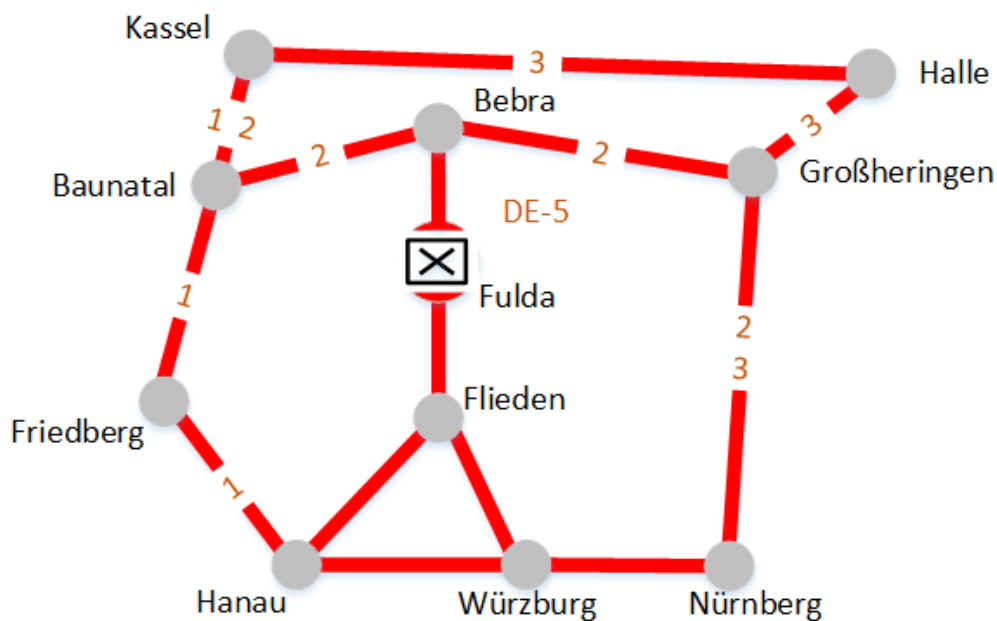 Kassel
3
Halle
Bebra
1 2
2
2
3
Baunatal
Großheringen
DE-5
1
Fulda
2
3
Flieden
Friedberg
1
Hanau
Würzburg
Nürnberg